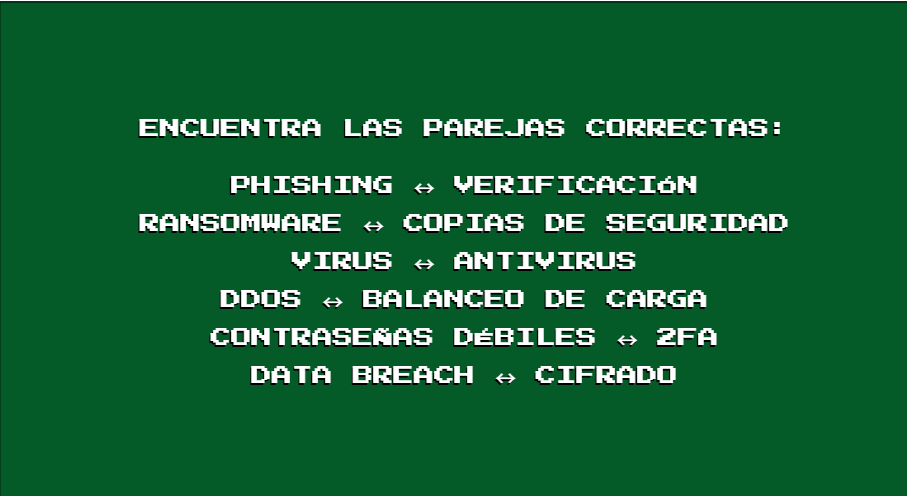 ENCUENTRA LAS PAREJAS CORRECTAS:
PHISHING ↔ VERIFICACIóN
RANSOMWARE ↔ COPIAS DE SEGURIDAD
VIRUS ↔ ANTIVIRUS
DDOS ↔ BALANCEO DE CARGA
CONTRASEÑAS DéBILES ↔ 2FA
DATA BREACH ↔ CIFRADO